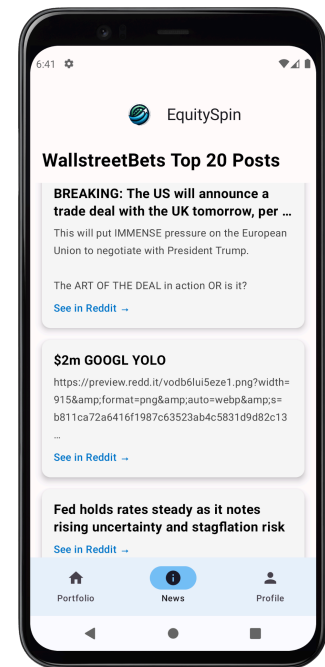 6:41
EquitySpin
WallstreetBets Top 20 Posts
BREAKING: The US will announce a
trade deal with the UK tomorrow, per ...
This will put IMMENSE pressure on the European
Union to negotiate with President Trump.
The ART OF THE DEAL in action OR is it?
See in Reddit →
$2m GOOGL YOLO
https://preview.redd.it/vodb6lui5eze1.png?width=
915&amp;format=png&amp;auto=webp&amp;s=
b811ca72a6416f1987c63523ab4c5831d9d82c13
...
See in Reddit →
Fed holds rates steady as it notes
rising uncertainty and stagflation risk
See in Reddit →
Portfolio
News
Profile